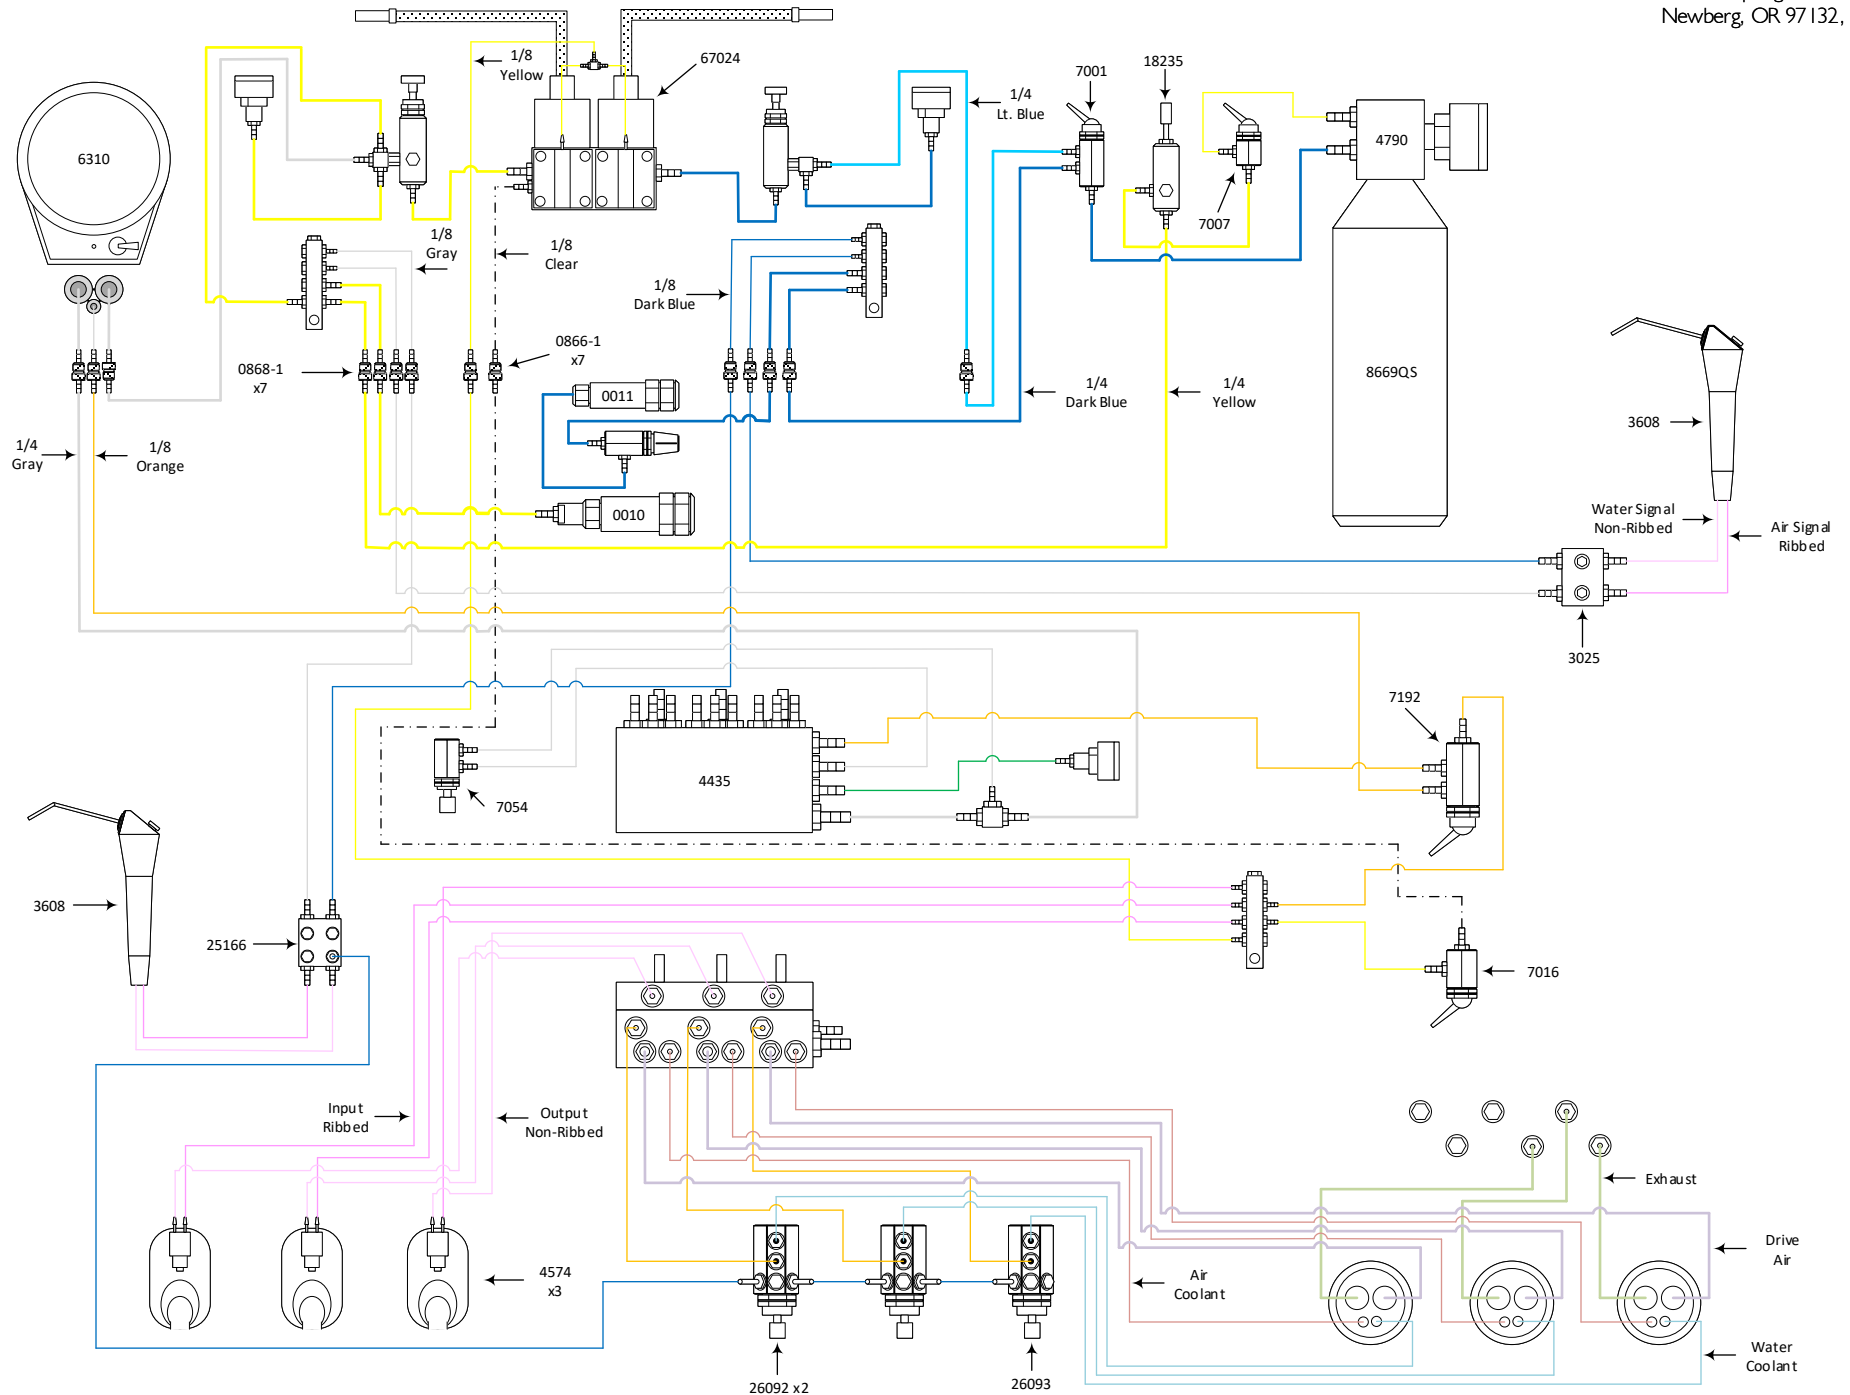 Newberg, OR 97132,
1/8
Yellow
67024
7001
18235
1/4
Lt. Blue
6310
4790
7007
1/8
Gray
1/8
Clear
1/8
Dark Blue
0868-1
x7
0866-1
x7
0011
1/4
Dark Blue
1/4
Yellow
8669QS
3608
1/4
Gray
1/8
Orange
0010
Water Signal
Non-Ribbed
Air Signal
Ribbed
3025
7192
4435
7054
3608
25166
7016
Input
Ribbed
Output
Non-Ribbed
Exhaust
Drive
Air
4574
x3
Air
Coolant
Water
Coolant
26092 x2
26093